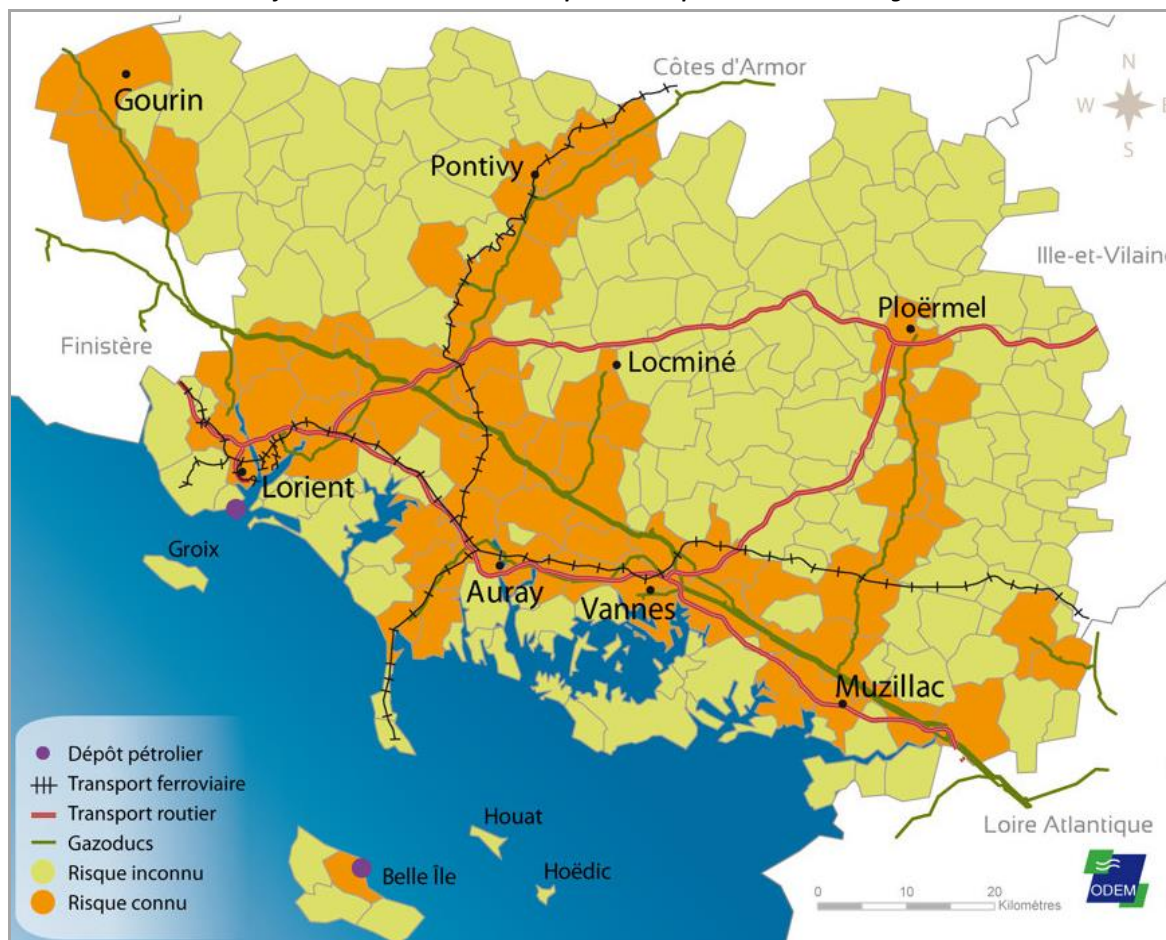 Côtes d'Armor
N
W
E
S
Gourin
Pontivy
Ille-et-Vilaine
Ploërmel
Finistère
Locminé
Lorient
Groix
Auray
Vannes
Muzillac
Dépôt pétrolier
Transport ferroviaire
Transport routier
Gazoducs
Risque inconnu
Risque connu
Houat
Hoëdic
Belle Île
Loire Atlantique
0 10 20
Kilomètres
ODEM